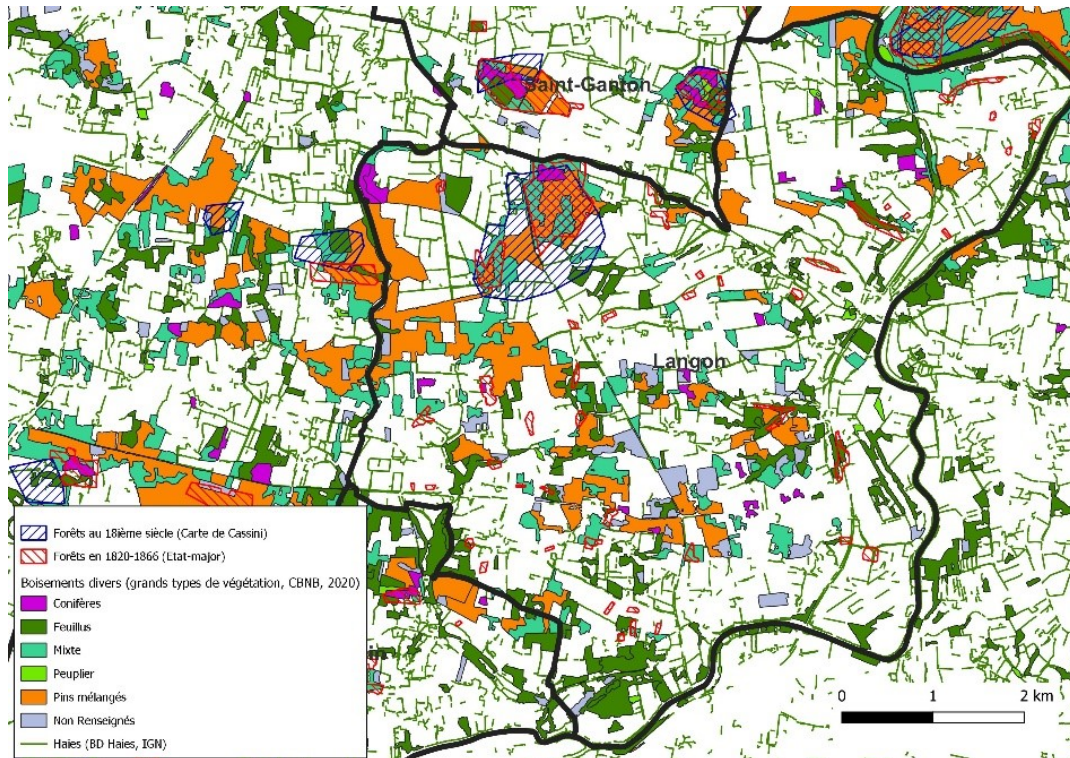 Saint-Ganton
Langon
in
Forêts au 18ième siècle (Carte de Cassini)
Forêts en 1820-1866 (Etat-major)
Boisements divers (grands types de végétation, CBNB, 2020)
Conifères
Feuillus
Mixte
Peuplier
Pins mélangés
Non Renseignés
Haies (BD Haies, IGN)
0 1 2 km